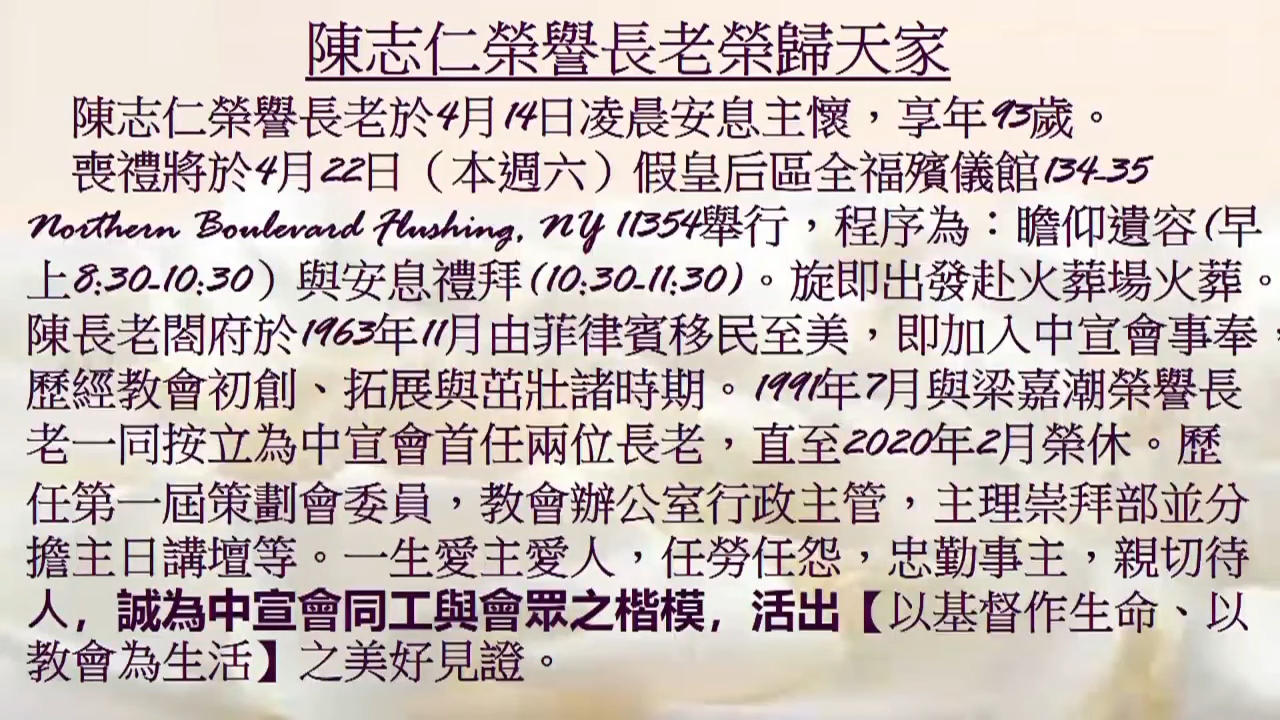 陳志仁榮譽長老榮歸天家
陳志仁榮譽長老於4月14日凌晨安息主懷，享年93歲。
喪禮將於4月22日（本週六）假皇后區全福殯儀館134-35
Northern Boulevard Flushing, NY 11354舉行，程序為：瞻仰遺容(早
上8:30-10:30）與安息禮拜(10:30-11:30)。旋即出發赴火葬場火葬。
陳長老閤府於1963年11月由菲律賓移民至美，即加入中宣會事奉，
歷經教會初創、拓展與茁壯諸時期。1991年7月與梁嘉潮榮譽長
老一同按立為中宣會首任兩位長老，直至2020年2月榮休。歷
任第一屆策劃會委員，教會辦公室行政主管，主理崇拜部並分
擔主日講壇等。一生愛主愛人，任勞任怨，忠勤事主，親切待
人，誠為中宣會同工與會眾之楷模，活出【以基督作生命、以
教會為生活】之美好見證。